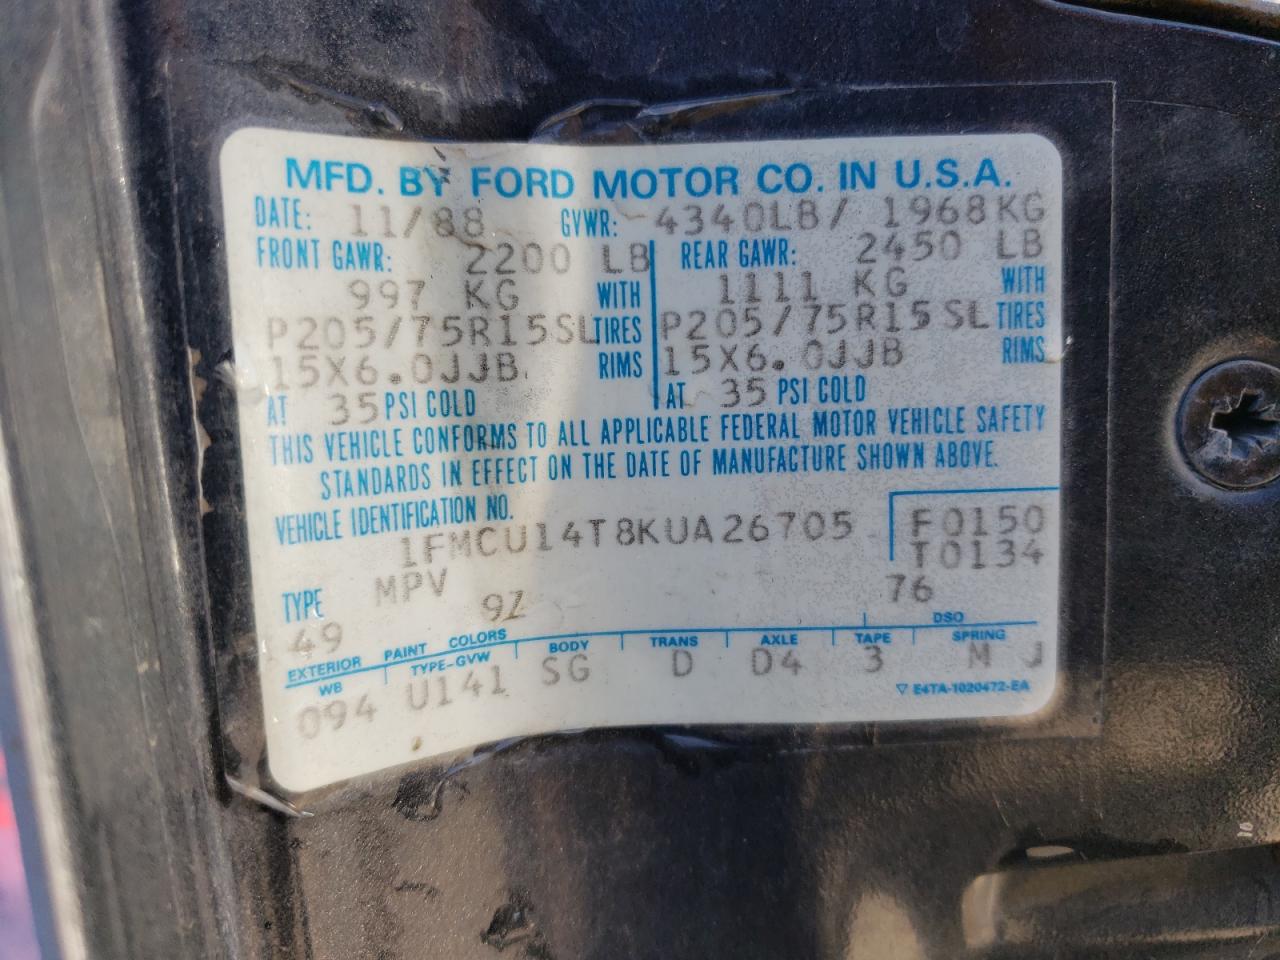 MFD. BY FORD MOTOR CO. IN U.S.A.
DATE: 11/88 GVWR: 4340LB/ 1968KG
FRONT GAWR: 2200 LB REAR GAWR: 2450 LB
997 KG WITH 1111 KG WITH
P205/75R15SL TIRES P205/75R15SL TIRES
15X6.0JJB RIMS 15X6.0JJB RIMS
AT 35 PSI COLD AT 35 PSI COLD
THIS VEHICLE CONFORMS TO ALL APPLICABLE FEDERAL MOTOR VEHICLE SAFETY
STANDARDS IN EFFECT ON THE DATE OF MANUFACTURE SHOWN ABOVE.
VEHICLE IDENTIFICATION NO.
1FMCU14T8KUA26705 F0150
T0134
TYPE MPV 76
49 9Z DSO
EXTERIOR PAINT COLORS BODY TRANS AXLE TAPE SPRING
WB TYPE-GVW SG D D4 3 M J
094 U141 ▽ E4TA-1020472-EA